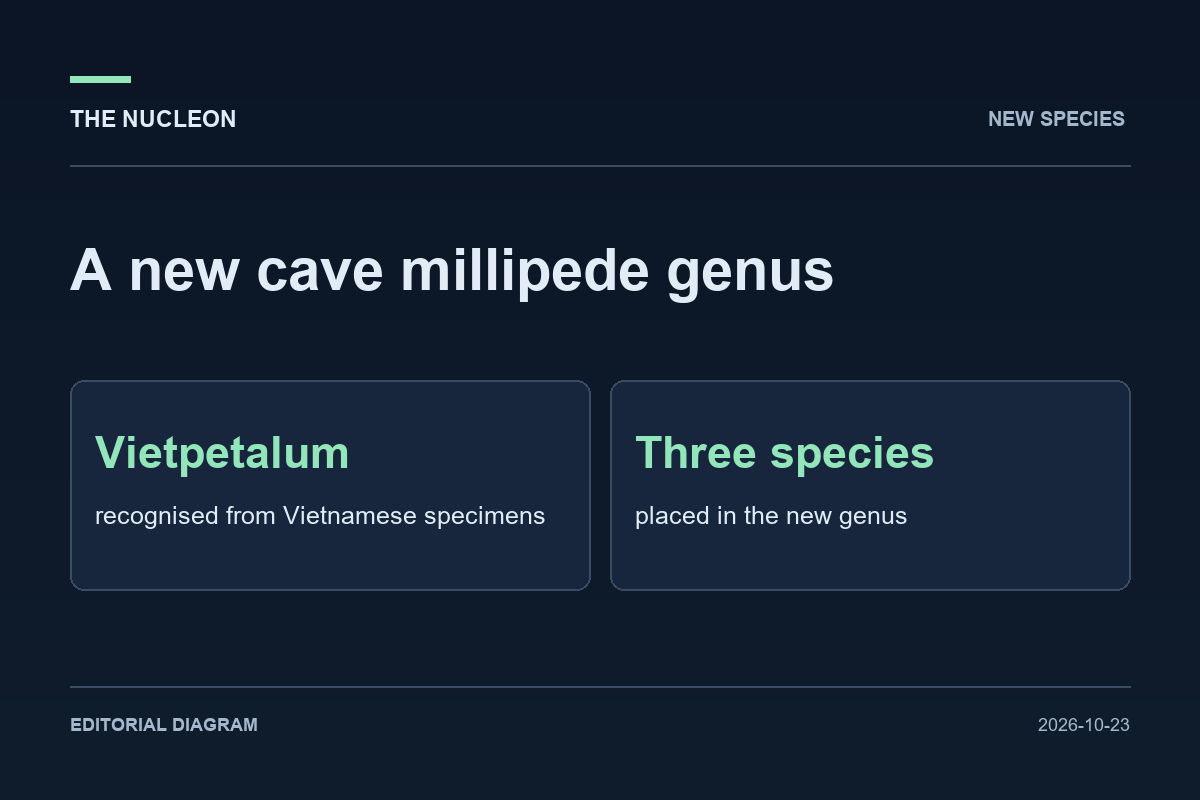 THE NUCLEON
NEW SPECIES
A new cave millipede genus
Vietpetalum
recognised from Vietnamese specimens
Three species
placed in the new genus
EDITORIAL DIAGRAM
2026-10-23